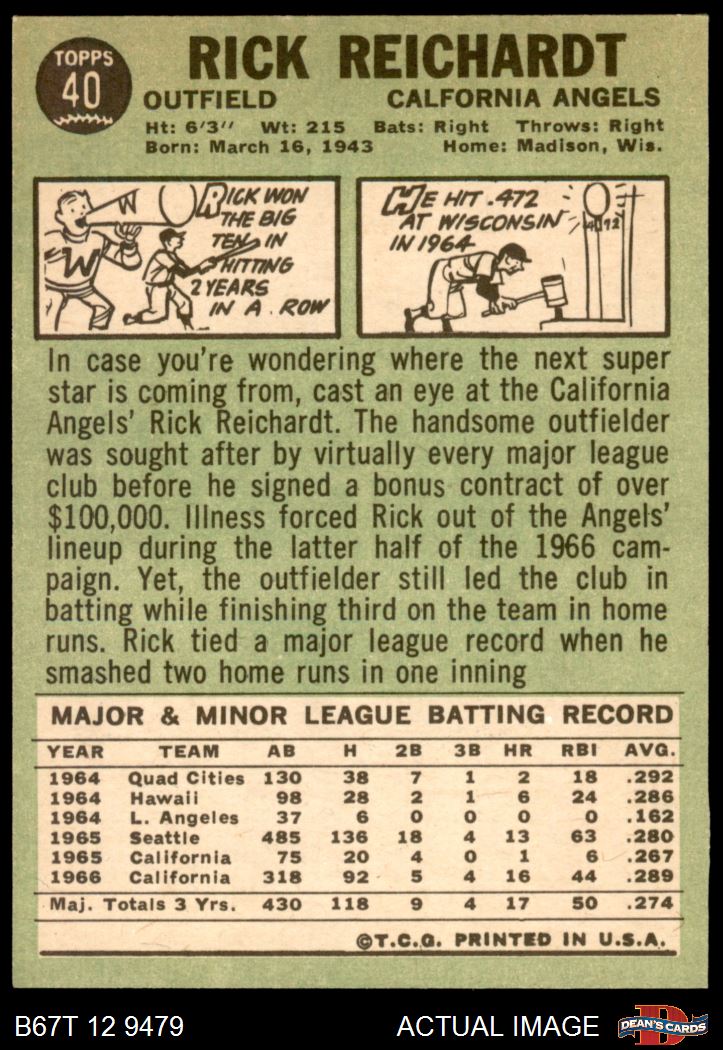 TOPPS
40
RICK REICHARDT
OUTFIELD CALFORNIA ANGELS
Ht: 6'3" Wt: 215 Bats: Right Throws: Right
Born: March 16, 1943 Home: Madison, Wis.
W
W
RICK WON
THE BIG
TEN IN
HITTING
2 YEARS
IN A ROW
HE HIT .472
AT WISCONSIN
IN 1964
.472
In case you're wondering where the next super
star is coming from, cast an eye at the California
Angels' Rick Reichardt. The handsome outfielder
was sought after by virtually every major league
club before he signed a bonus contract of over
$100,000. Illness forced Rick out of the Angels'
lineup during the latter half of the 1966 cam-
paign. Yet, the outfielder still led the club in
batting while finishing third on the team in home
runs. Rick tied a major league record when he
smashed two home runs in one inning
MAJOR & MINOR LEAGUE BATTING RECORD
YEAR TEAM AB H 2B 3B HR RBI AVG.
1964 Quad Cities 130 38 7 1 2 18 .292
1964 Hawaii 98 28 2 1 6 24 .286
1964 L. Angeles 37 6 0 0 0 0 .162
1965 Seattle 485 136 18 4 13 63 .280
1965 California 75 20 4 0 1 6 .267
1966 California 318 92 5 4 16 44 .289
Maj. Totals 3 Yrs. 430 118 9 4 17 50 .274
©T.C.G. PRINTED IN U.S.A.
B67T 12 9479 ACTUAL IMAGE
D
DEAN'S CARDS